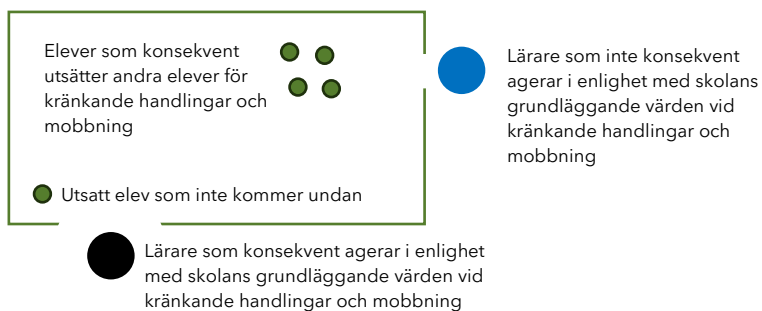 Elever som konsekvent
utsätter andra elever för
kränkande handlingar och
mobbning
Lärare som inte konsekvent
agerar i enlighet med skolans
grundläggande värden vid
kränkande handlingar och
mobbning
Utsatt elev som inte kommer undan
Lärare som konsekvent agerar i enlighet
med skolans grundläggande värden vid
kränkande handlingar och mobbning